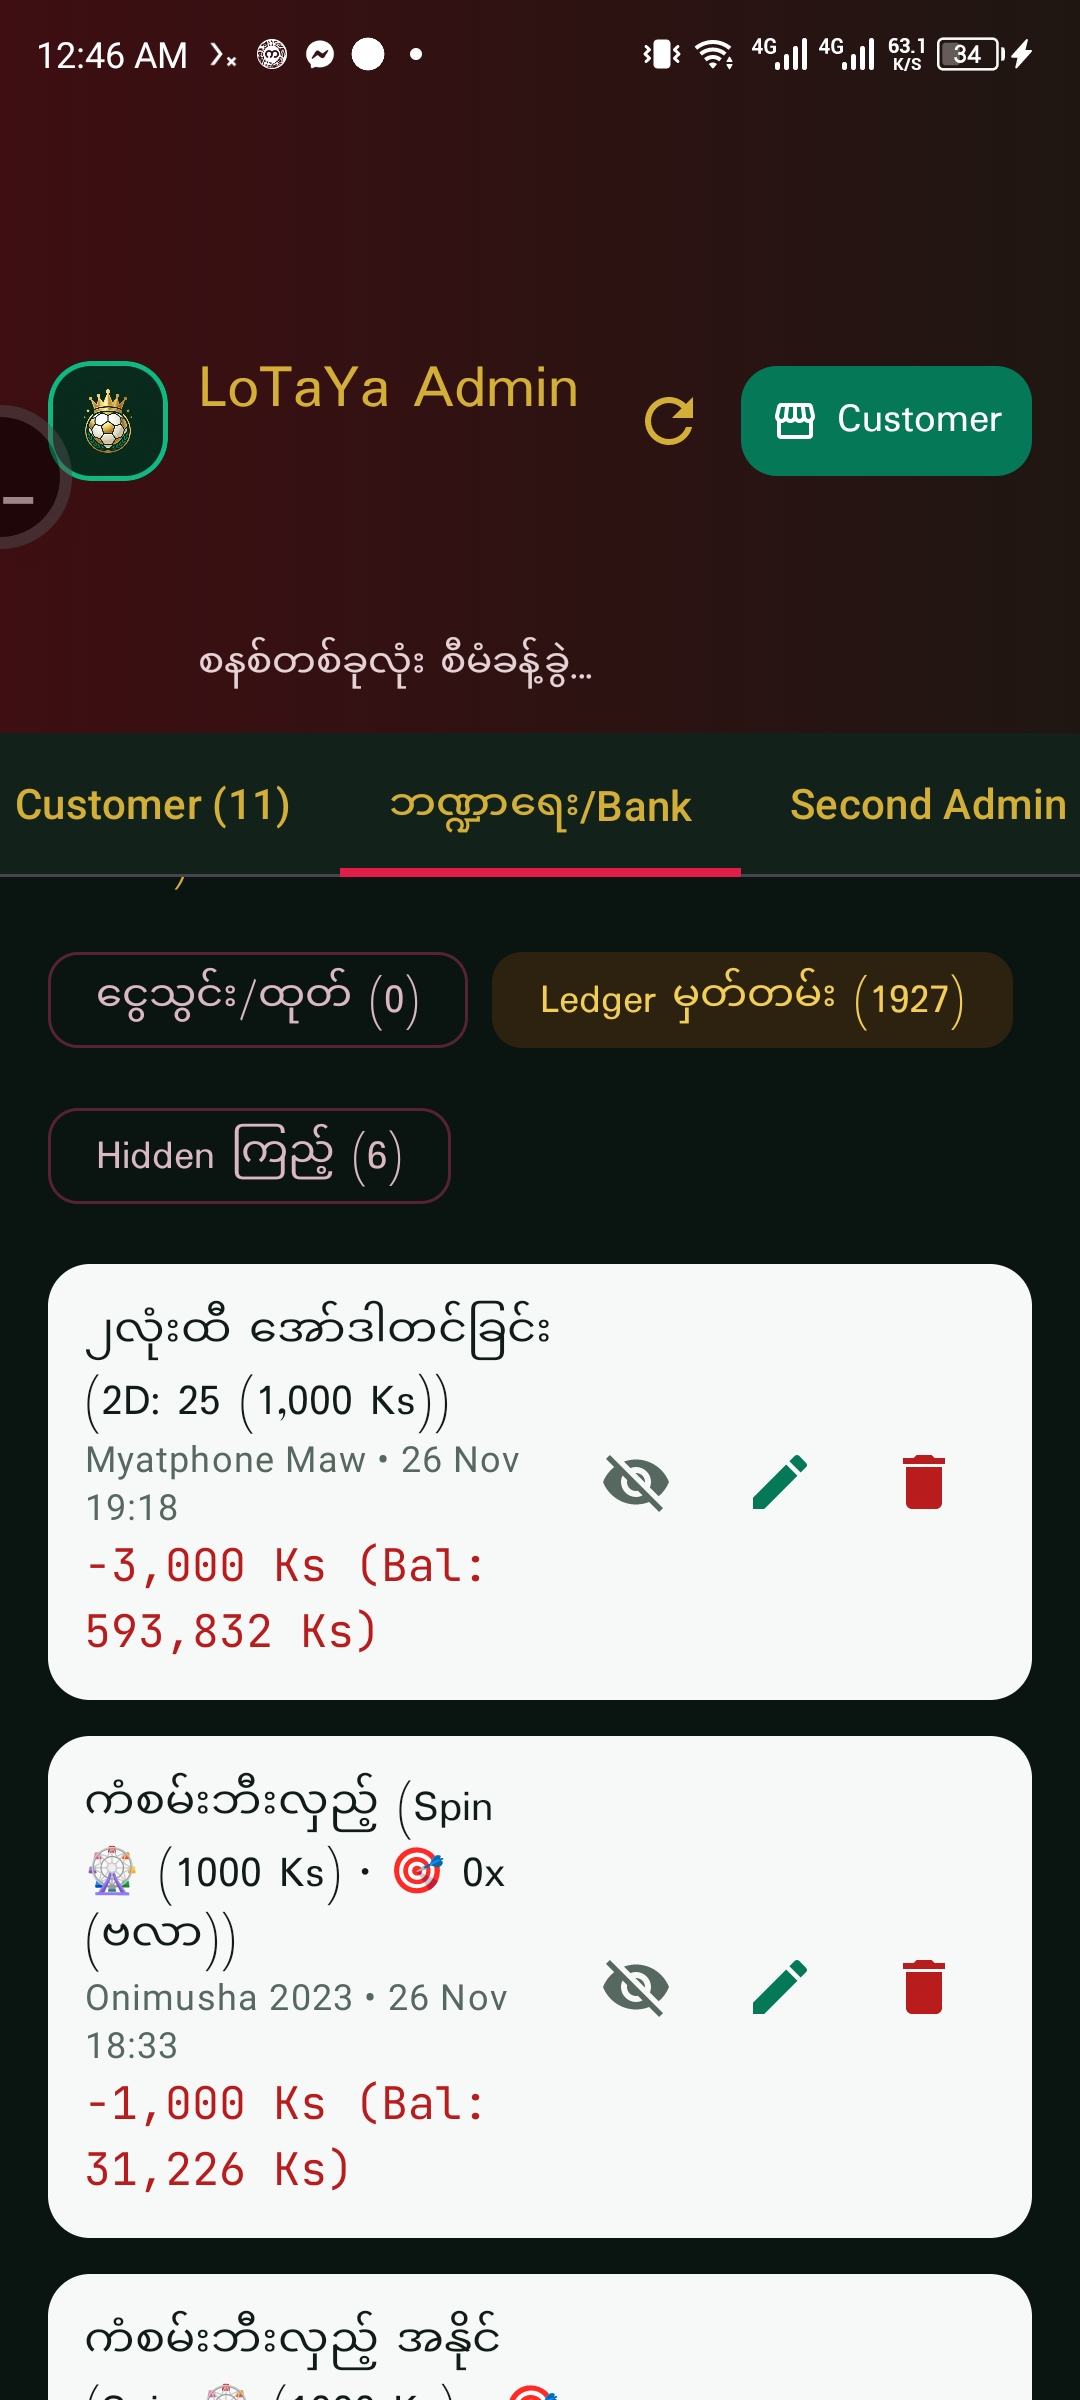 12:46 AM
4G 4G 63.1 K/S 34
LoTaYa Admin
Customer
စနစ်တစ်ခုလုံး စီမံခန့်ခွဲ...
Customer (11) ဘဏ္ဍာရေး/Bank Second Admin
ငွေသွင်း/ထုတ် (0) Ledger မှတ်တမ်း (1927)
Hidden ကြည့် (6)
၂လုံးထီ အော်ဒါတင်ခြင်း
(2D: 25 (1,000 Ks))
Myatphone Maw • 26 Nov
19:18
-3,000 Ks (Bal:
593,832 Ks)
ကံစမ်းဘီးလှည့် (Spin
🎡 (1000 Ks) · 🎯 0x
(ဗလာ))
Onimusha 2023 • 26 Nov
18:33
-1,000 Ks (Bal:
31,226 Ks)
ကံစမ်းဘီးလှည့် အနိုင်